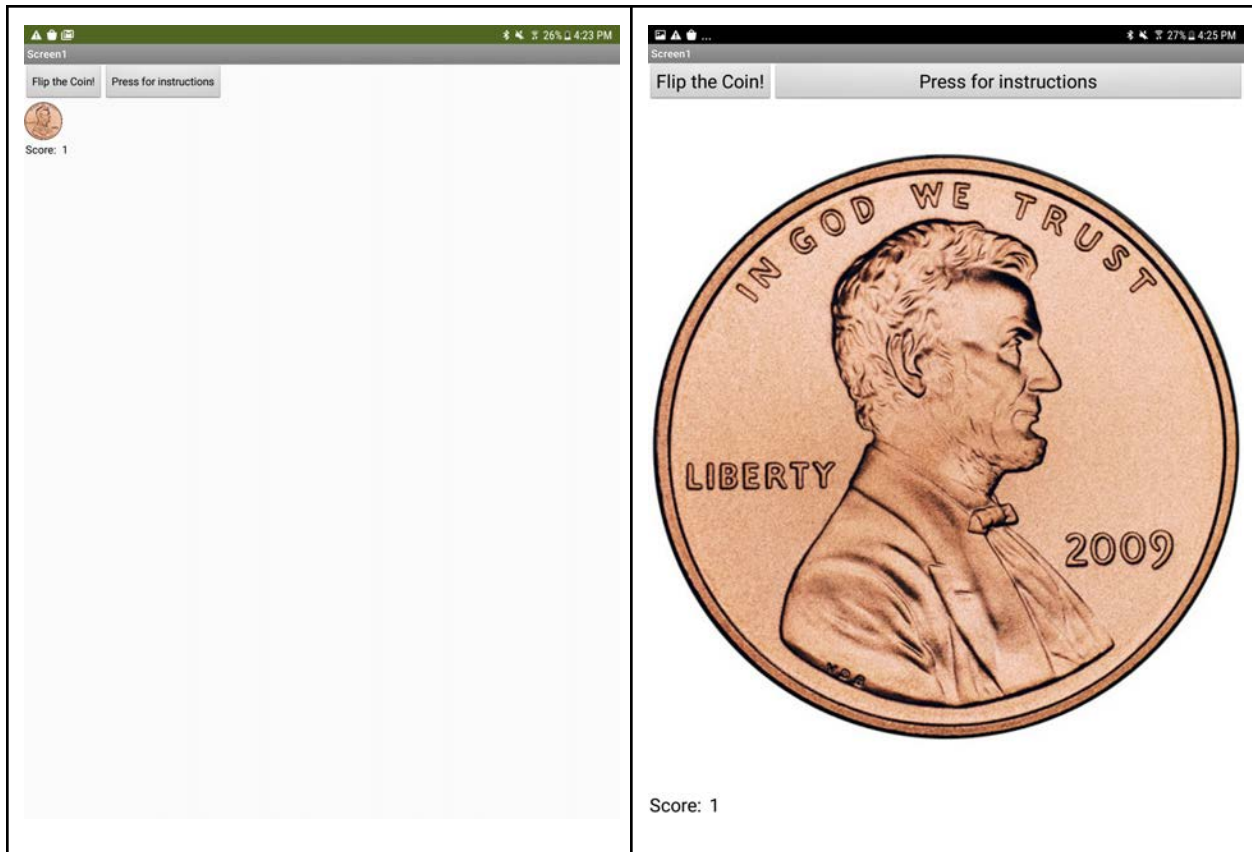 26% 4:23 PM
Screen1
Flip the Coin! Press for instructions
Score: 1
... 27% 4:25 PM
Screen1
Flip the Coin! Press for instructions
IN GOD WE TRUST
LIBERTY
2009
Score: 1